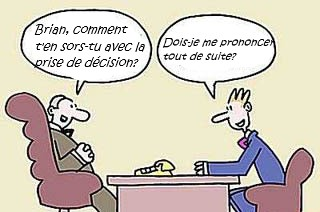 Brian, comment
t'en sors-tu avec la
prise de décision?
Dois-je me prononcer
tout de suite?